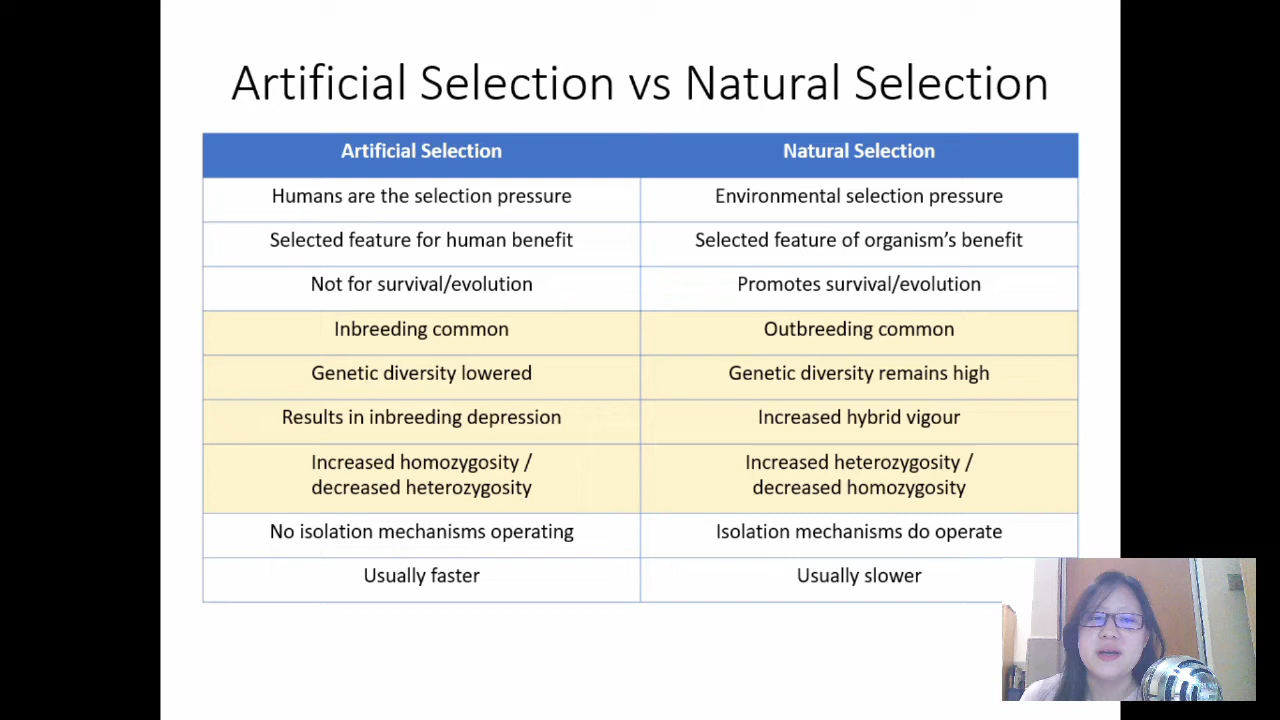 Artificial Selection vs Natural Selection
Artificial Selection
Natural Selection
Humans are the selection pressure
Environmental selection pressure
Selected feature for human benefit
Selected feature of organism's benefit
Not for survival/evolution
Promotes survival/evolution
Inbreeding common
Outbreeding common
Genetic diversity lowered
Genetic diversity remains high
Results in inbreeding depression
Increased hybrid vigour
Increased homozygosity /
decreased heterozygosity
Increased heterozygosity /
decreased homozygosity
No isolation mechanisms operating
Isolation mechanisms do operate
Usually faster
Usually slower